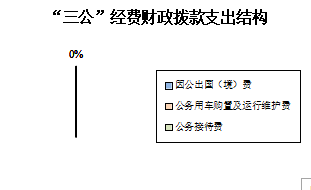 “三公”经费财政拨款支出结构
0%
因公出国（境）费
公务用车购置及运行维护费
公务接待费